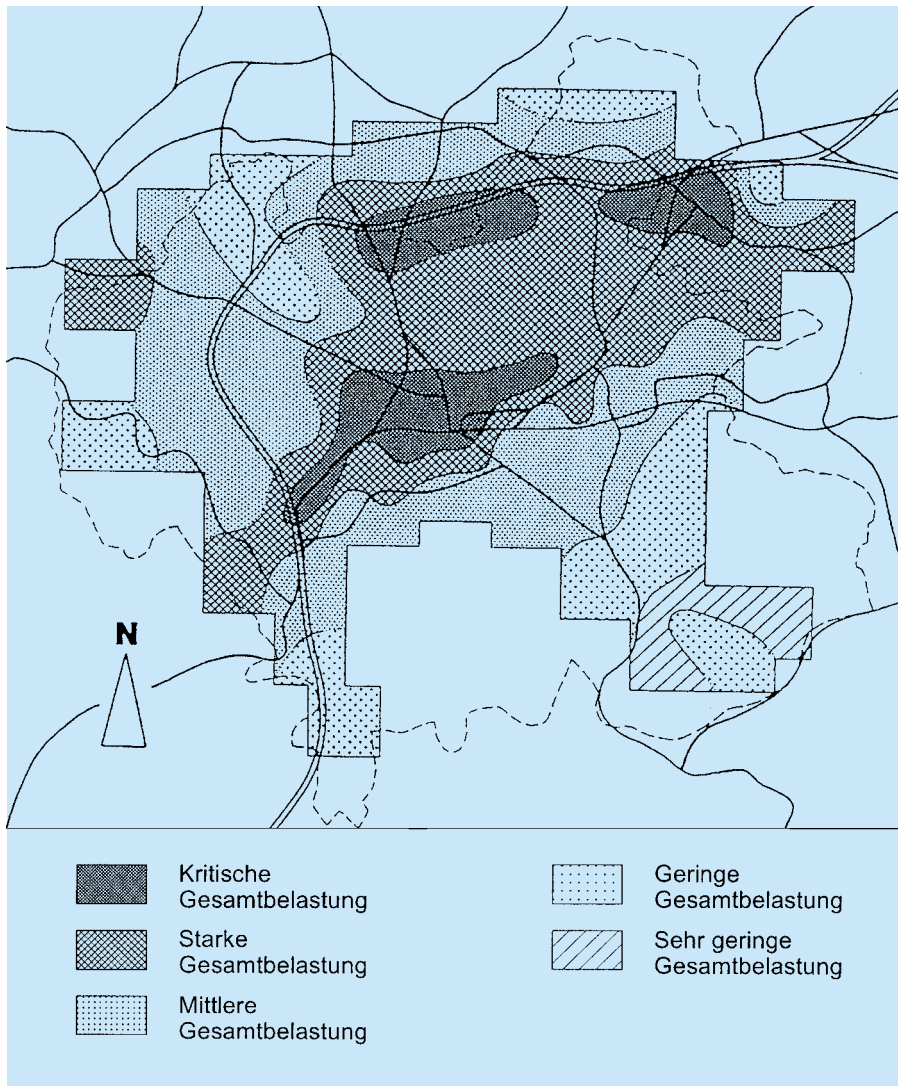 N
Kritische
Gesamtbelastung
Starke
Gesamtbelastung
Mittlere
Gesamtbelastung
Geringe
Gesamtbelastung
Sehr geringe
Gesamtbelastung